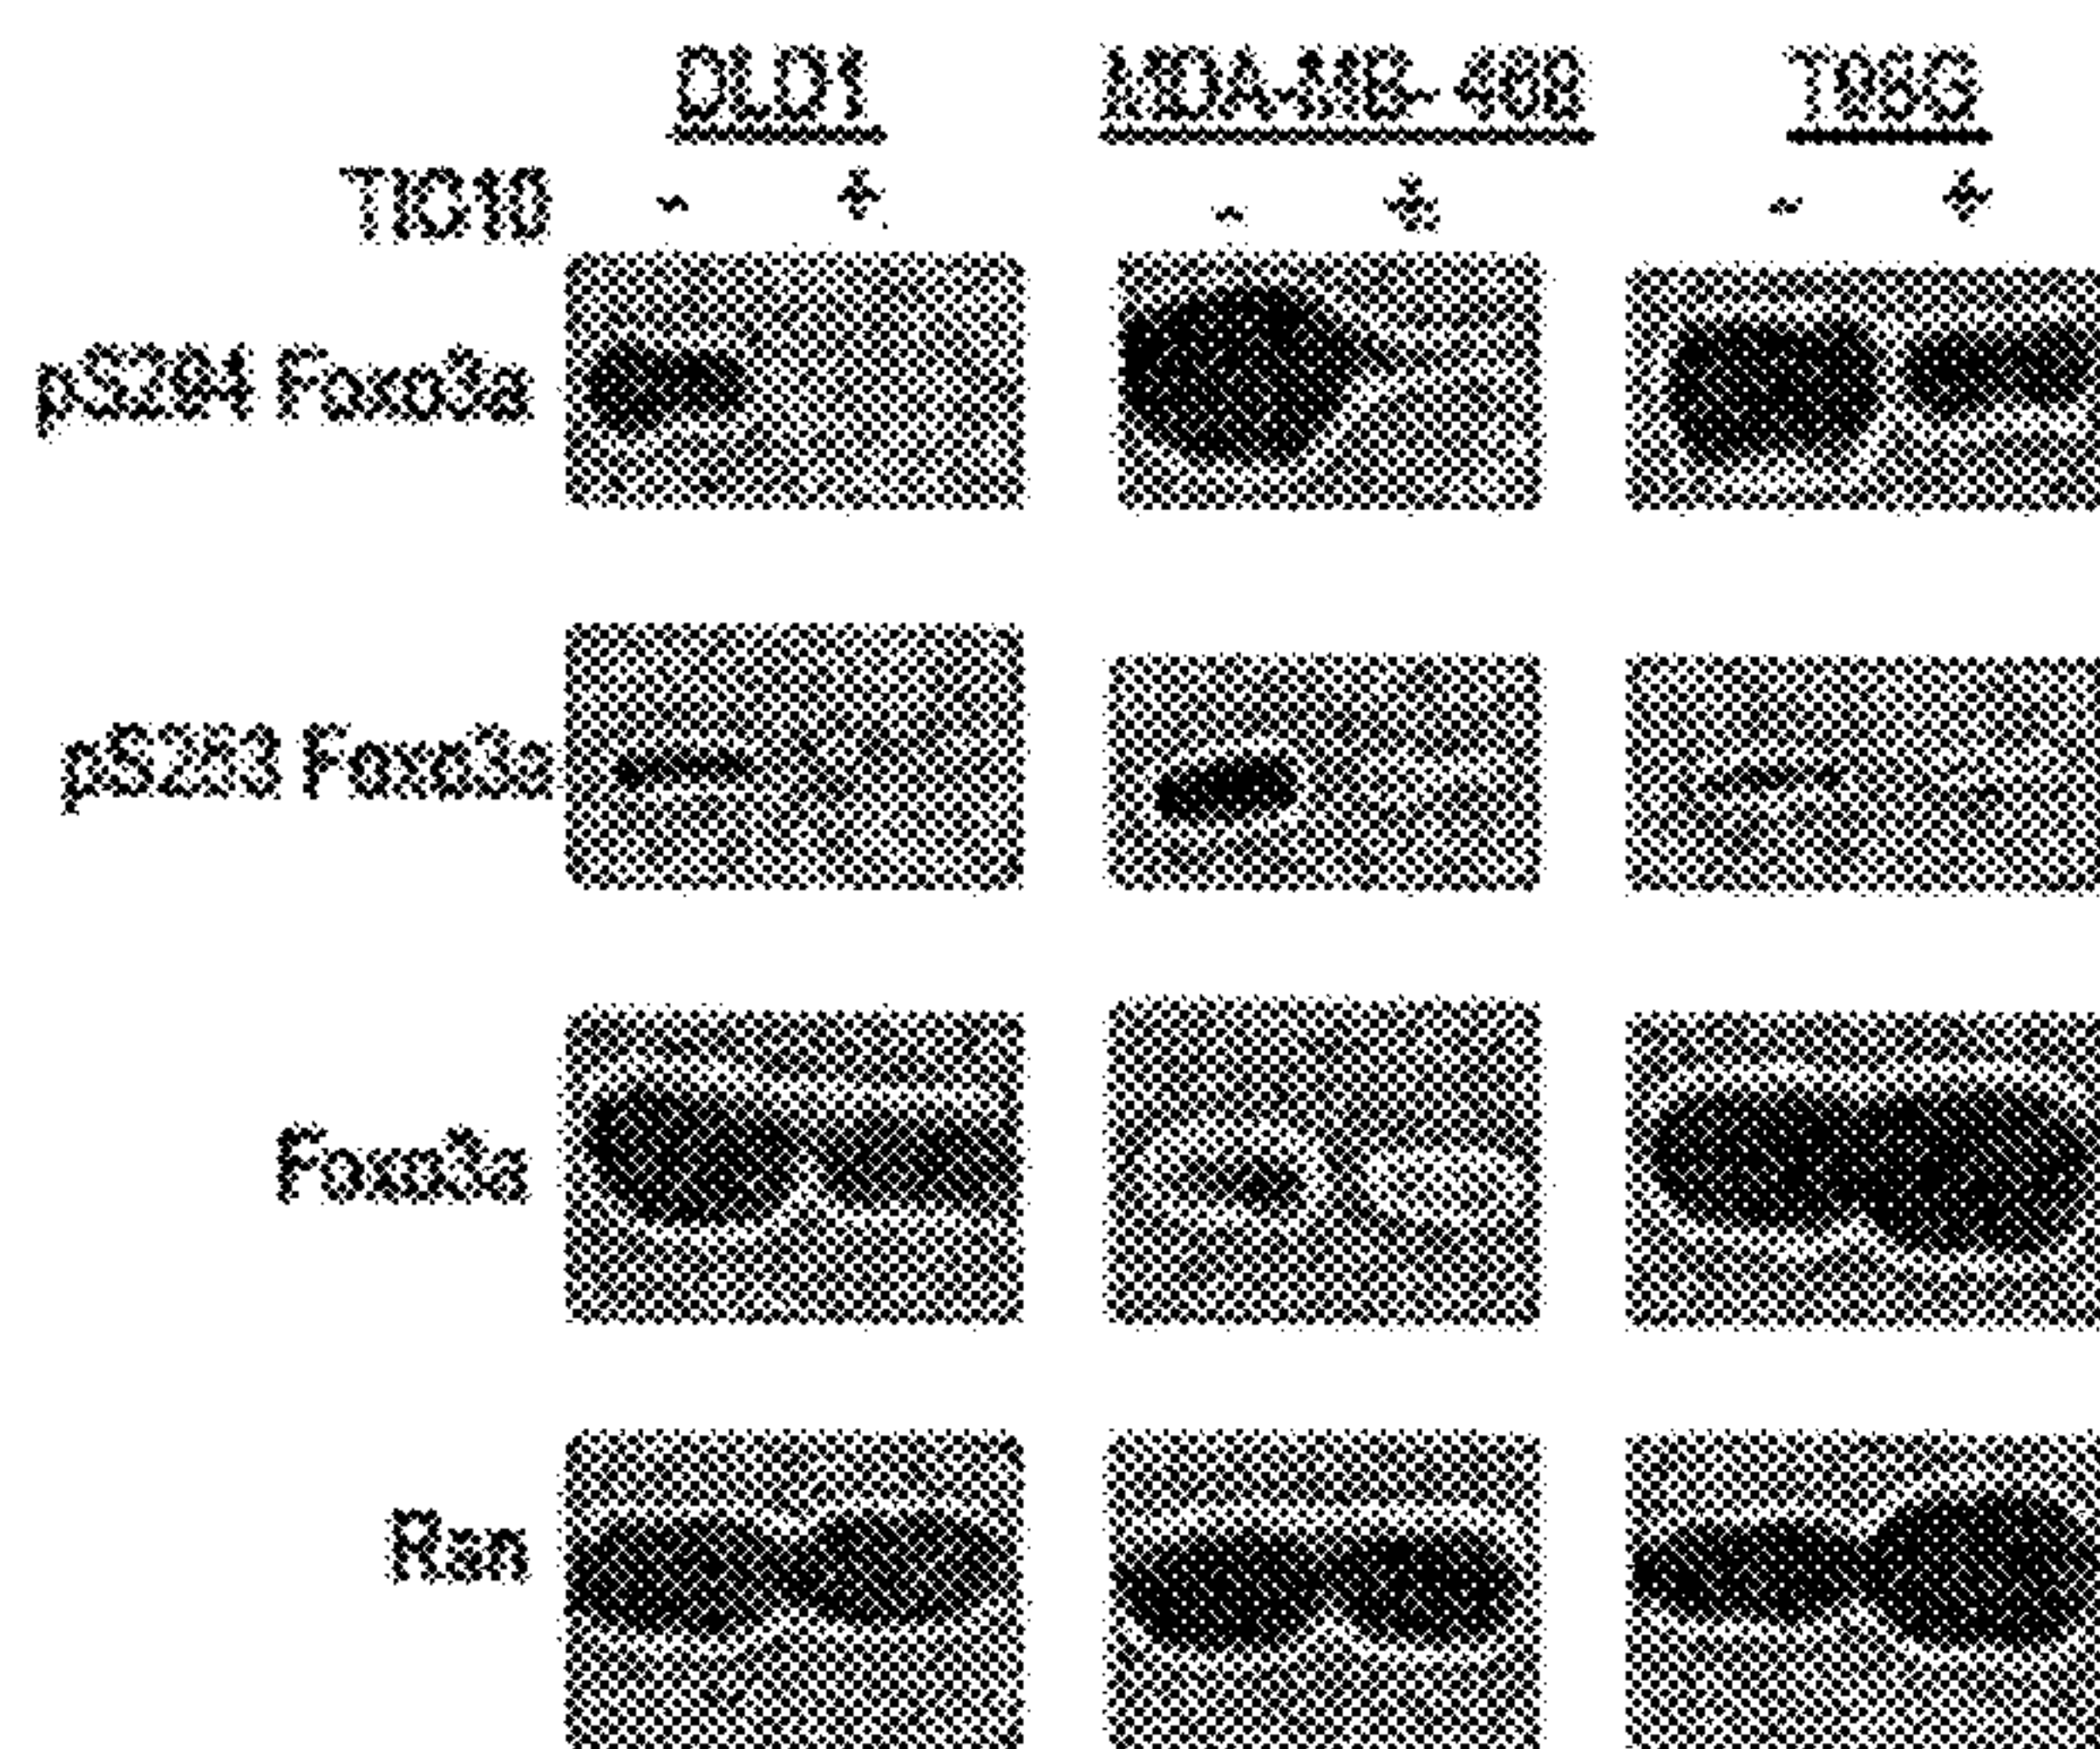 DLD1 MDA-MB-468 T98G
TIC10 - + - + - +
pS294 Foxo3a
pS253 Foxo3a
Foxo3a
Ran